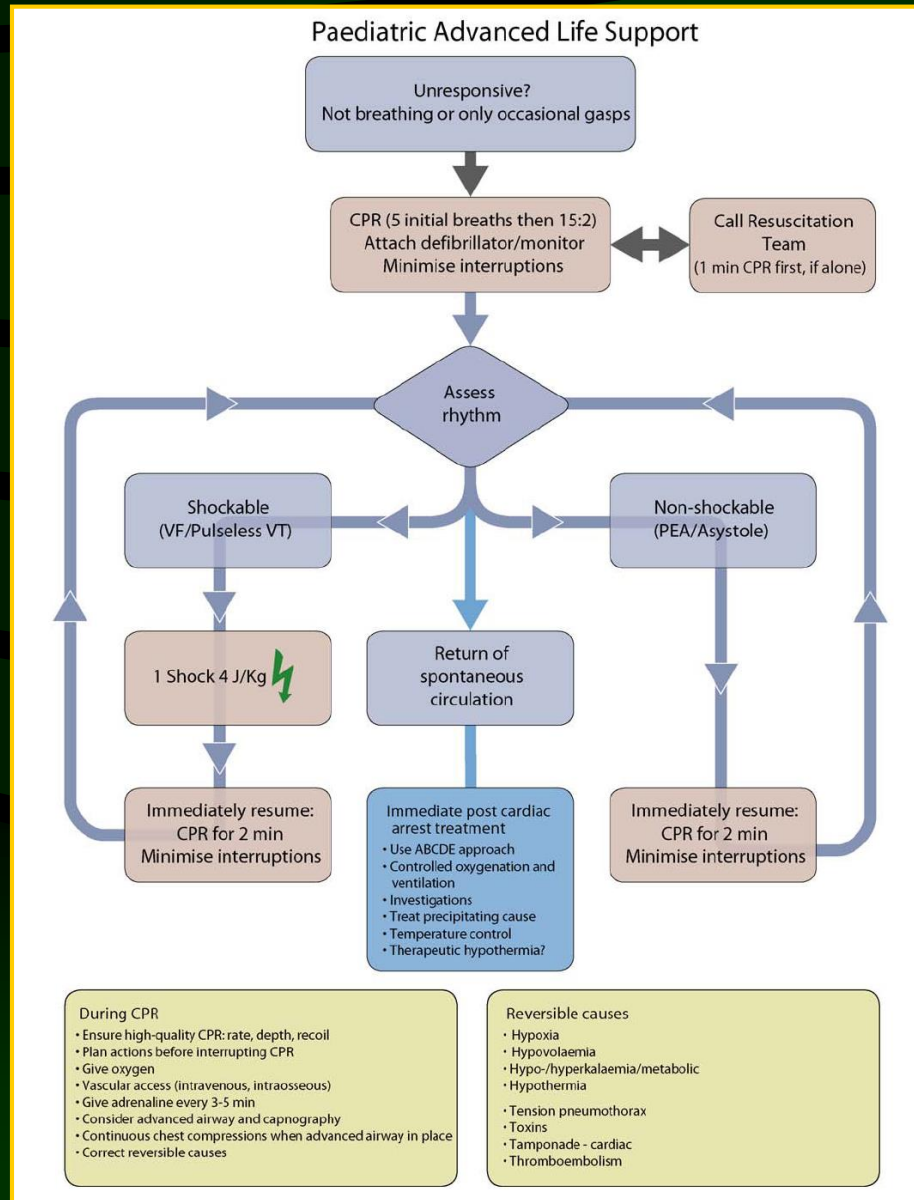 Paediatric Advanced Life Support
Unresponsive?
Not breathing or only occasional gasps
CPR (5 initial breaths then 15:2)
Attach defibrillator/monitor
Minimise interruptions
Call Resuscitation
Team
(1 min CPR first, if alone)
Assess
rhythm
Shockable
(VF/Pulseless VT)
Non-shockable
(PEA/Asystole)
1 Shock 4 J/Kg
Return of
spontaneous
circulation
Immediately resume:
CPR for 2 min
Minimise interruptions
Immediate post cardiac
arrest treatment
• Use ABCDE approach
• Controlled oxygenation and
ventilation
• Investigations
• Treat precipitating cause
• Temperature control
• Therapeutic hypothermia?
Immediately resume:
CPR for 2 min
Minimise interruptions
During CPR
• Ensure high-quality CPR: rate, depth, recoil
• Plan actions before interrupting CPR
• Give oxygen
• Vascular access (intravenous, intraosseous)
• Give adrenaline every 3-5 min
• Consider advanced airway and capnography
• Continuous chest compressions when advanced airway in place
• Correct reversible causes
Reversible causes
• Hypoxia
• Hypovolaemia
• Hypo-/hyperkalaemia/metabolic
• Hypothermia
• Tension pneumothorax
• Toxins
• Tamponade - cardiac
• Thromboembolism